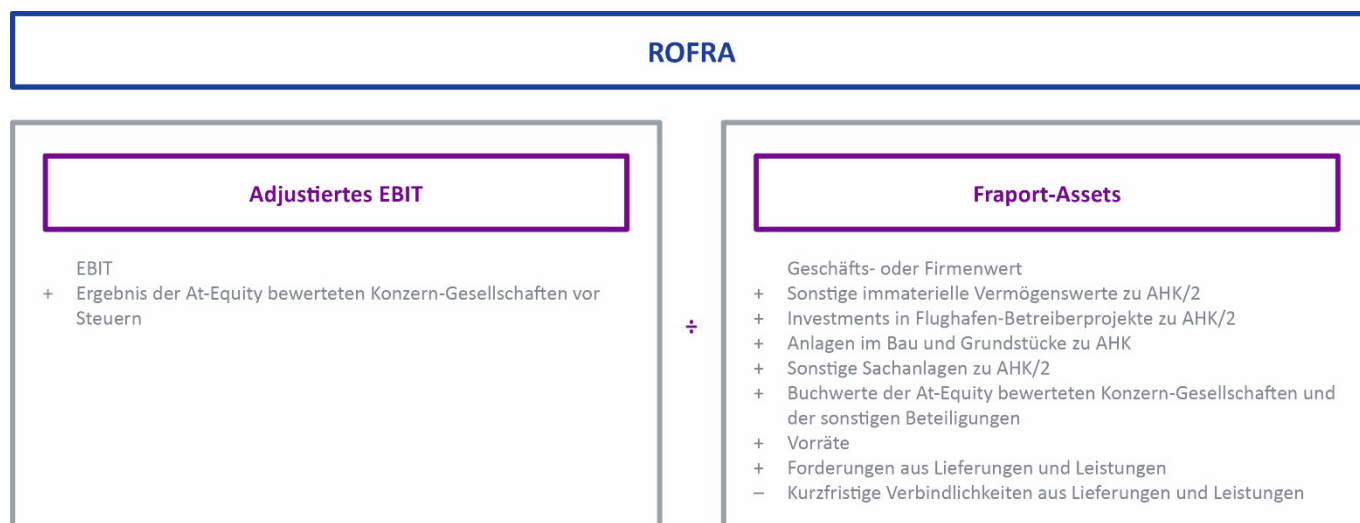 ROFRA
Adjustiertes EBIT
EBIT
+ Ergebnis der At-Equity bewerteten Konzern-Gesellschaften vor
Steuern
÷
Fraport-Assets
Geschäfts- oder Firmenwert
+ Sonstige immaterielle Vermögenswerte zu AHK/2
+ Investments in Flughafen-Betreiberprojekte zu AHK/2
+ Anlagen im Bau und Grundstücke zu AHK
+ Sonstige Sachanlagen zu AHK/2
+ Buchwerte der At-Equity bewerteten Konzern-Gesellschaften und
der sonstigen Beteiligungen
+ Vorräte
+ Forderungen aus Lieferungen und Leistungen
– Kurzfristige Verbindlichkeiten aus Lieferungen und Leistungen